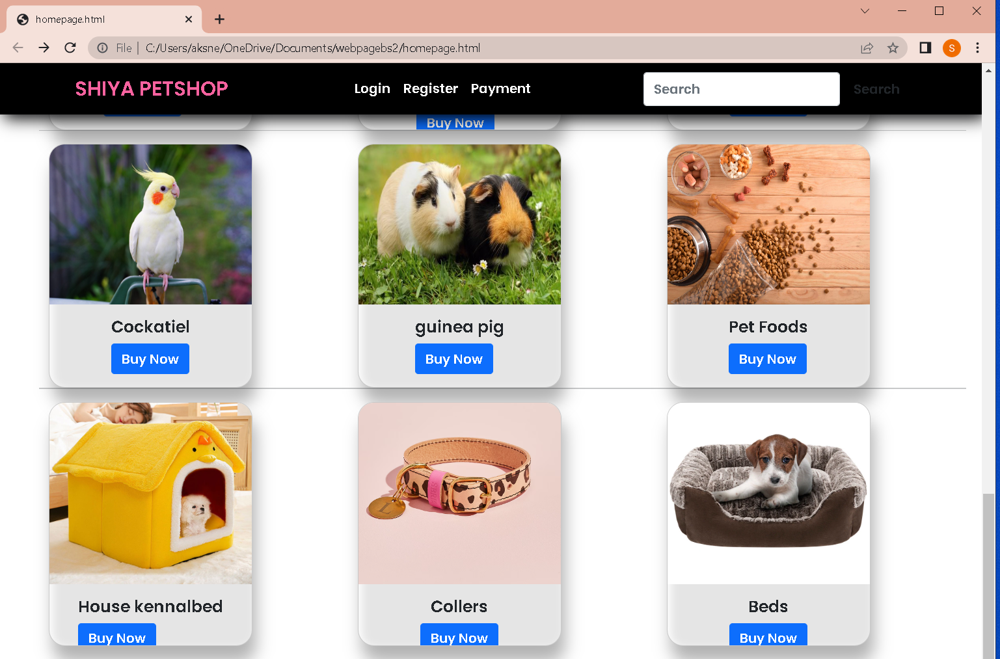 homepage.html
File | C:/Users/aksne/OneDrive/Documents/webpagebs2/homepage.html
S
SHIYA PETSHOP
Login Register Payment
Search
Search
Buy Now
Cockatiel
Buy Now
guinea pig
Buy Now
Pet Foods
Buy Now
House kennalbed
Buy Now
L
Collers
Buy Now
Beds
Buy Now